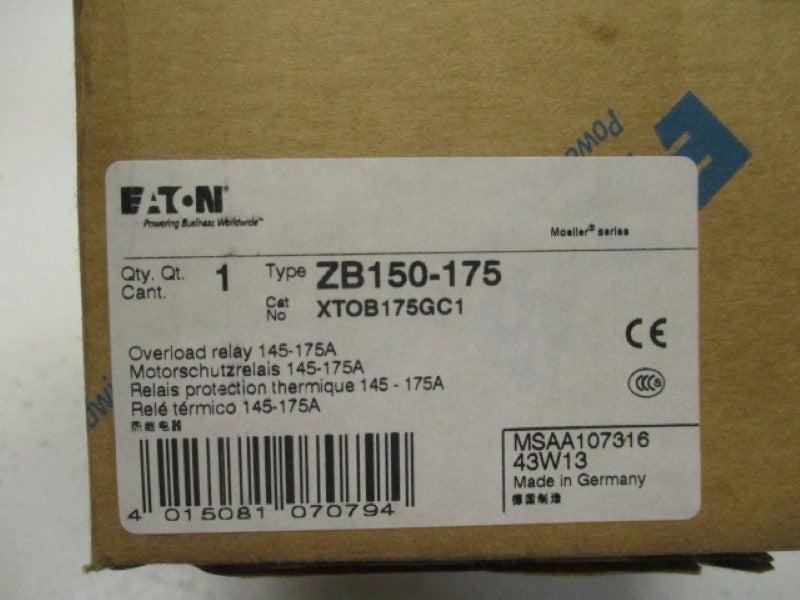 EATON®
Powering Business Worldwide™
Moeller® series
Qty. Qt. 1 Type ZB150-175
Cant.
Cat No XTOB175GC1
CE
CCC S
Overload relay 145-175A
Motorschutzrelais 145-175A
Relais protection thermique 145 - 175A
Relé térmico 145-175A
热继电器
4 015081 070794
MSAA107316
43W13
Made in Germany
德国制造